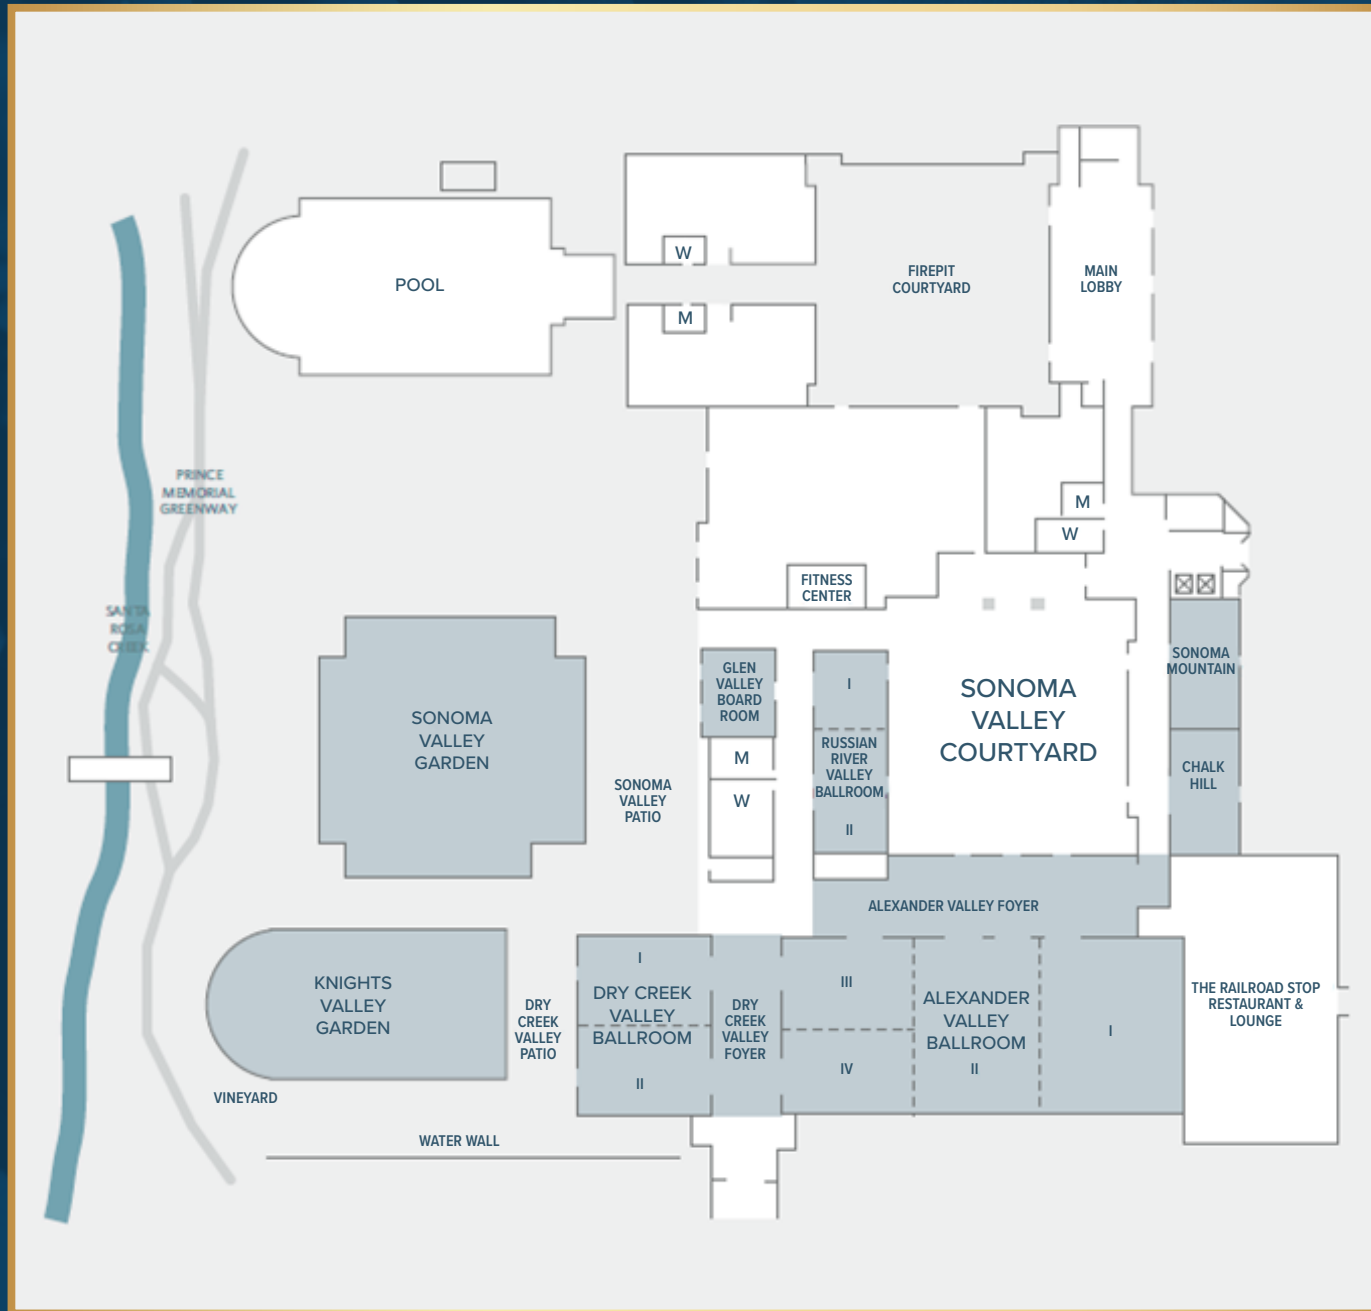 W
POOL
FIREPIT
COURTYARD
MAIN
LOBBY
M
PRINCE
MEMORIAL
GREENWAY
M
W
FITNESS
CENTER
SANTA
ROSA
CREEK
GLEN
VALLEY
BOARD
ROOM
I
SONOMA
VALLEY
COURTYARD
SONOMA
MOUNTAIN
SONOMA
VALLEY
GARDEN
M
RUSSIAN
RIVER
VALLEY
BALLROOM
CHALK
HILL
SONOMA
VALLEY
PATIO
W
II
ALEXANDER VALLEY FOYER
KNIGHTS
VALLEY
GARDEN
DRY
CREEK
VALLEY
PATIO
I
DRY CREEK
VALLEY
BALLROOM
II
DRY
CREEK
VALLEY
FOYER
III
IV
ALEXANDER
VALLEY
BALLROOM
II
I
THE RAILROAD STOP
RESTAURANT &
LOUNGE
VINEYARD
WATER WALL